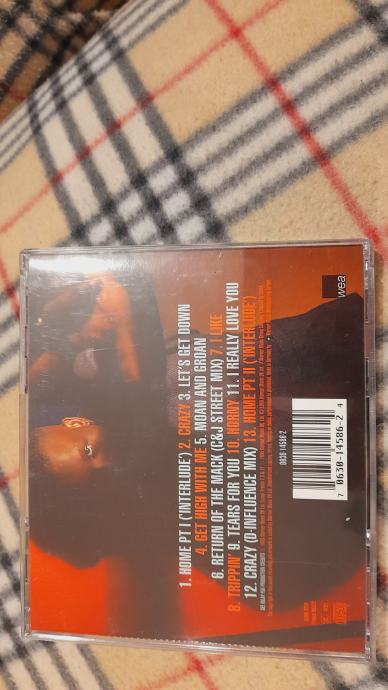 1. HOME PT I ('INTERLUDE') 2. CRAZY 3. LET'S GET DOWN
4. GET HIGH WITH ME 5. MOAN AND GROAN
6. RETURN OF THE MACK (C&J STREET MIX) 7. I LIKE
8. TRIPPIN' 9. TEARS FOR YOU 10. HORNY 11. I REALLY LOVE YOU
12. CRAZY (D-INFLUENCE MIX) 13. HOME PT II ('INTERLUDE')
0630-14586-2
wea
7 0630-14586-2 4